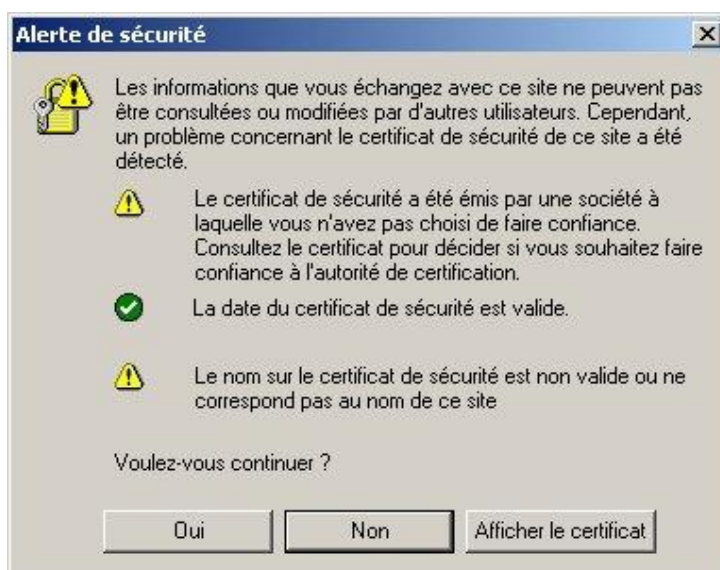 Alerte de sécurité
Les informations que vous échangez avec ce site ne peuvent pas
être consultées ou modifiées par d'autres utilisateurs. Cependant,
un problème concernant le certificat de sécurité de ce site a été
détecté.
Le certificat de sécurité a été émis par une société à
laquelle vous n'avez pas choisi de faire confiance.
Consultez le certificat pour décider si vous souhaitez faire
confiance à l'autorité de certification.
La date du certificat de sécurité est valide.
Le nom sur le certificat de sécurité est non valide ou ne
correspond pas au nom de ce site
Voulez-vous continuer ?
Oui Non Afficher le certificat